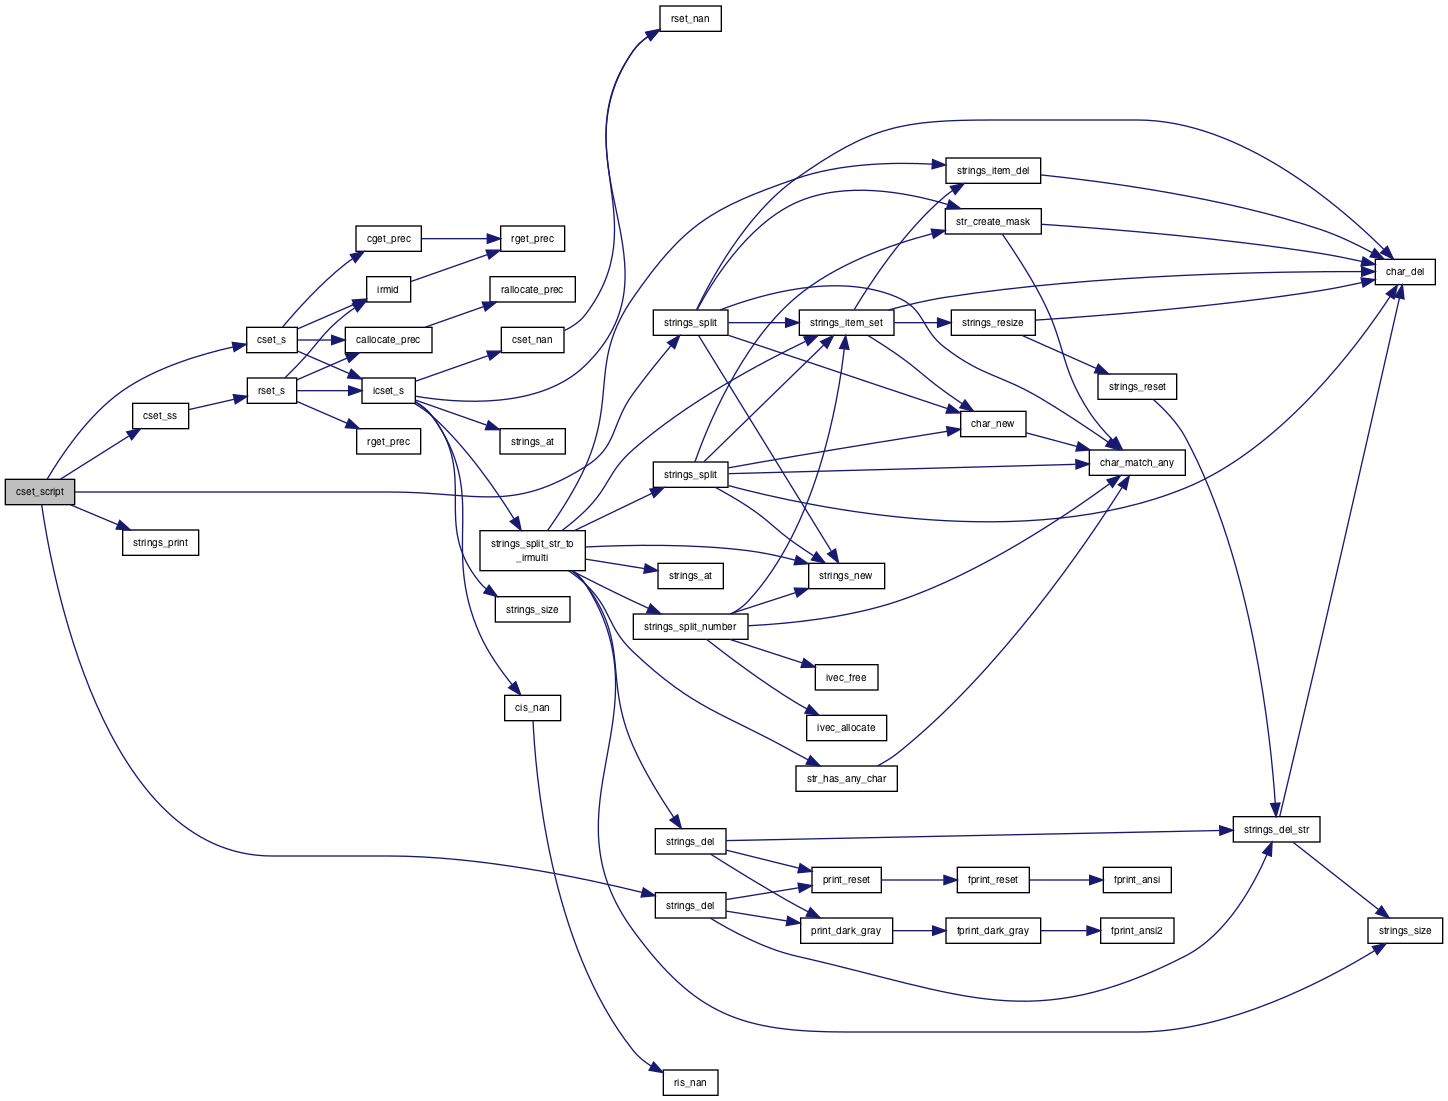 rset_nan
strings_item_del
str_create_mask
cget_prec
rget_prec
char_del
irmid
rallocate_prec
strings_split
strings_item_set
strings_resize
cset_s
callocate_prec
cset_nan
rset_s
icset_s
strings_reset
cset_ss
char_new
rget_prec
strings_at
char_match_any
strings_split
cset_script
strings_print
strings_split_str_to
_irmulti
strings_at
strings_new
strings_size
strings_split_number
ivec_free
cis_nan
ivec_allocate
str_has_any_char
strings_del
strings_del_str
print_reset
fprint_reset
fprint_ansi
strings_del
print_dark_gray
fprint_dark_gray
fprint_ansi2
strings_size
ris_nan